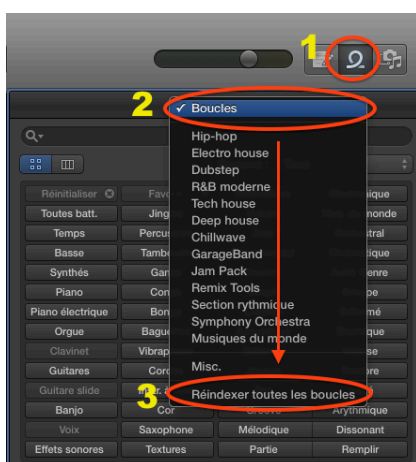 1
2
✓ Boucles
Hip-hop
Electro house
Dubstep
R&B moderne
Tech house
Deep house
Chillwave
GarageBand
Jam Pack
Remix Tools
Section rythmique
Symphony Orchestra
Musiques du monde
Misc.
3
Réindexer toutes les boucles
Réinitialiser
Toutes batt.
Temps
Basse
Synthés
Piano
Piano électrique
Orgue
Clavinet
Guitares
Guitare slide
Banjo Cor Groove Arythmique
Voix Saxophone Mélodique Dissonant
Effets sonores Textures Partie Remplir